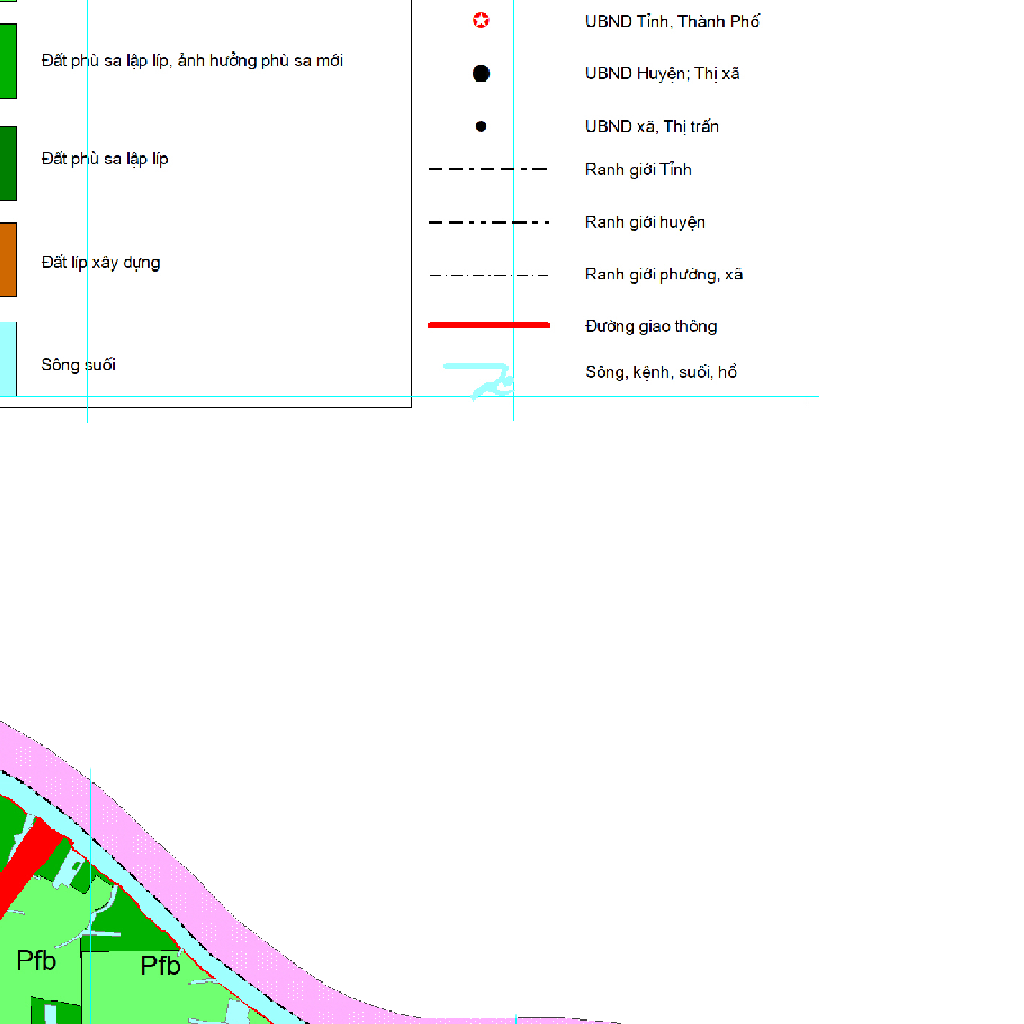 Đất phù sa lập líp, ảnh hưởng phù sa mới
Đất phù sa lập líp
Đất líp xây dựng
Sông suối
UBND Tỉnh, Thành Phố
UBND Huyện; Thị xã
UBND xã, Thị trấn
Ranh giới Tỉnh
Ranh giới huyện
Ranh giới phường, xã
Đường giao thông
Sông, kênh, suối, hồ
Pfb
Pfb